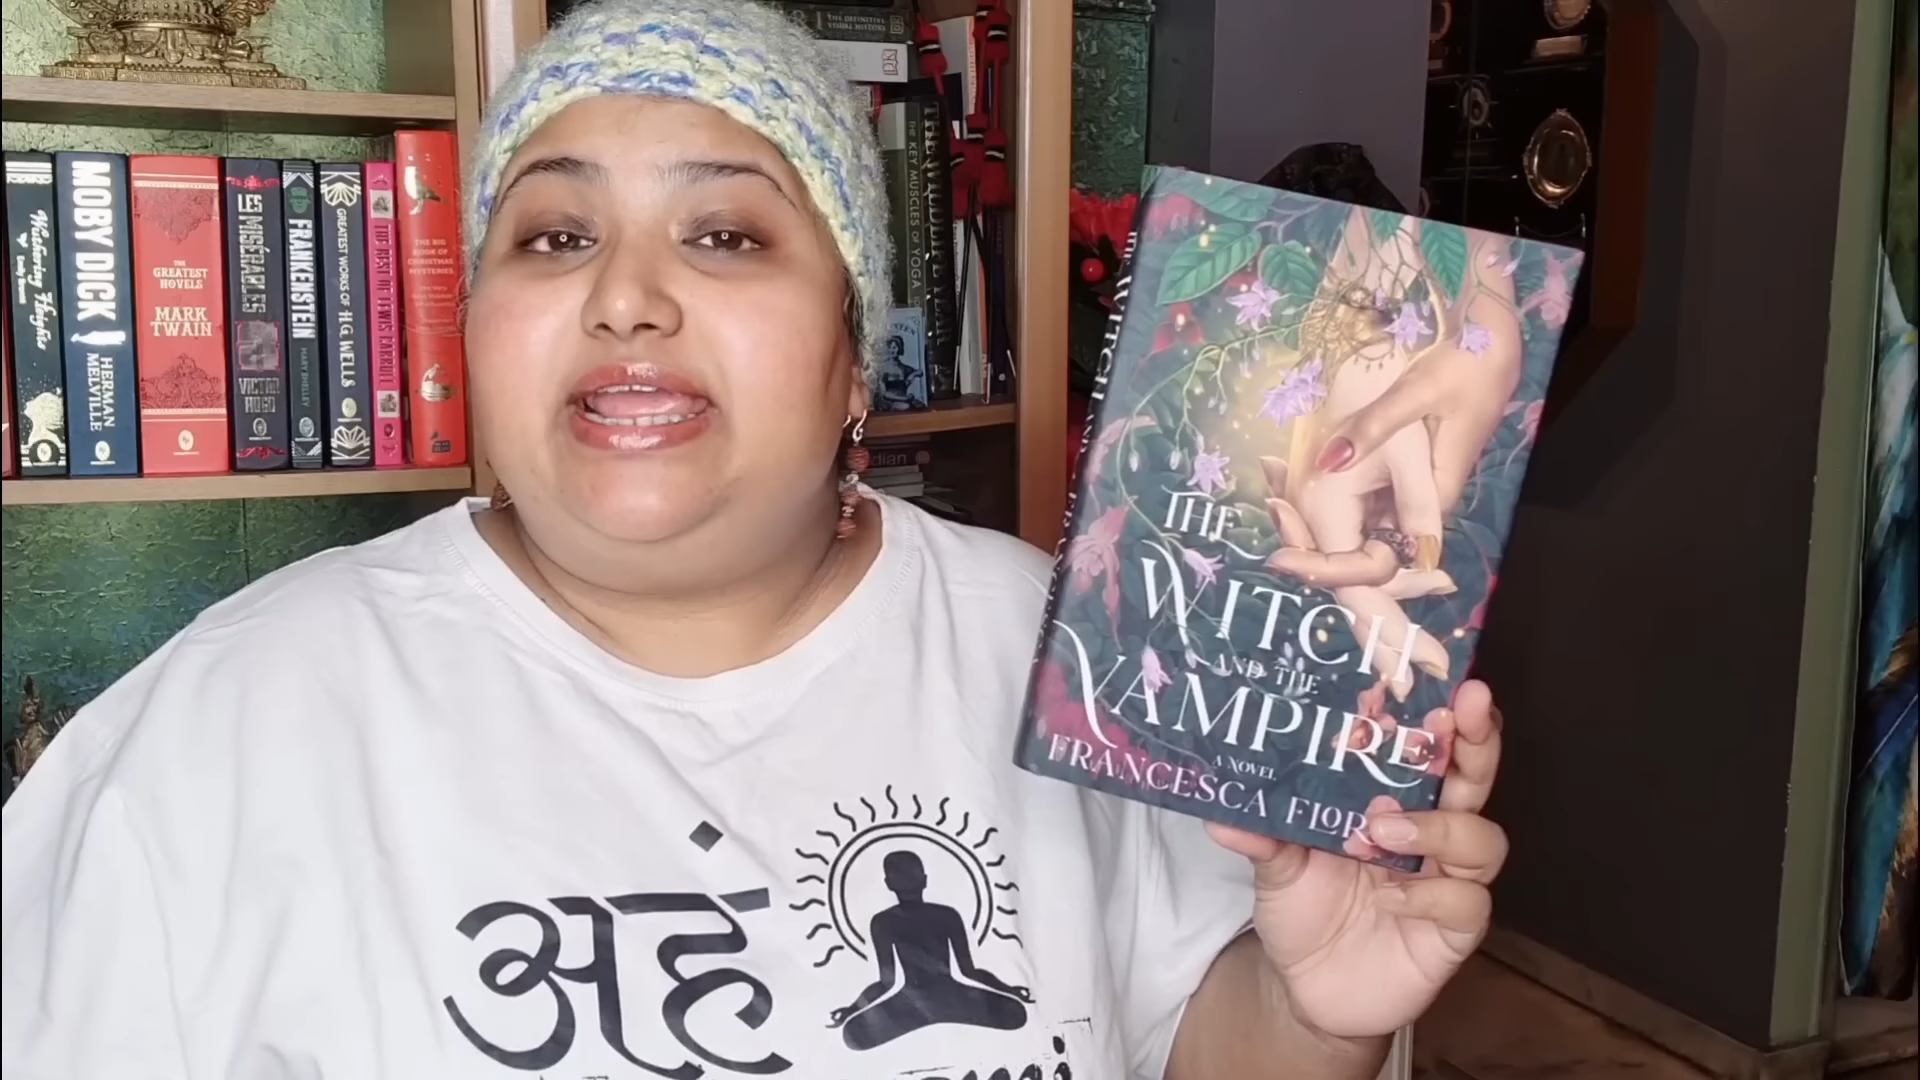 Wuthering Heights
Emily Brontë
MOBY DICK
HERMAN
MELVILLE
THE
GREATEST
NOVELS
MARK
TWAIN
LES
MISÉRABLES
VICTOR
HUGO
FRANKENSTEIN
MARY SHELLEY
GREATEST WORKS OF H.G. WELLS
THE BEST OF LEWIS CARROLL
THE BIG
BOOK OF
CHRISTMAS
MYSTERIES
DK
THE KEY MUSCLES OF YOGA
dian
THE
WITCH
AND THE
VAMPIRE
A NOVEL
FRANCESCA FLOR
अहं